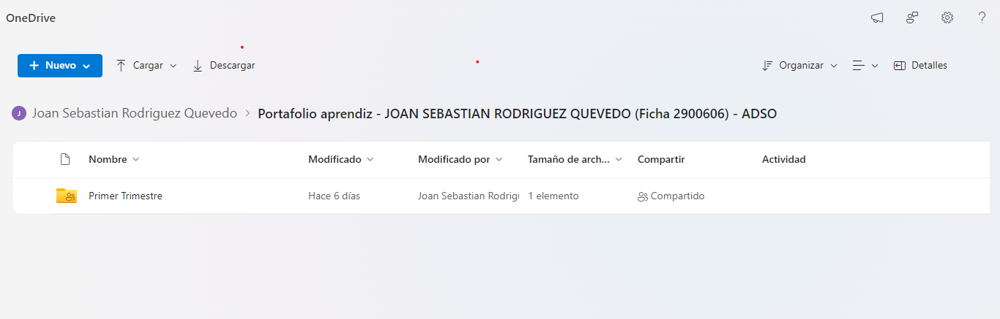 OneDrive
Nuevo Cargar Descargar Organizar Detalles
J Joan Sebastian Rodriguez Quevedo > Portafolio aprendiz - JOAN SEBASTIAN RODRIGUEZ QUEVEDO (Ficha 2900606) - ADSO
Nombre Modificado Modificado por Tamaño de arch... Compartir Actividad
Primer Trimestre Hace 6 días Joan Sebastian Rodrig 1 elemento Compartido